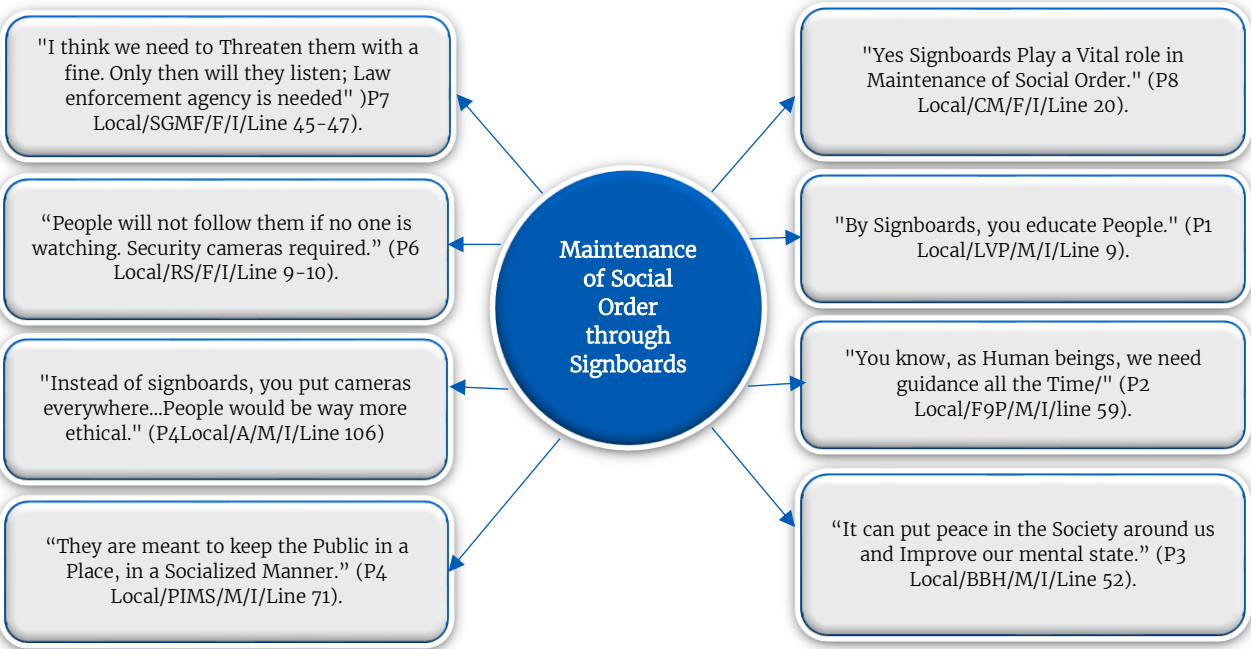 "I think we need to Threaten them with a
fine. Only then will they listen; Law
enforcement agency is needed" )P7
Local/SGMF/F/I/Line 45-47).
“People will not follow them if no one is
watching. Security cameras required.” (P6
Local/RS/F/I/Line 9-10).
"Instead of signboards, you put cameras
everywhere...People would be way more
ethical." (P4Local/A/M/I/Line 106)
“They are meant to keep the Public in a
Place, in a Socialized Manner.” (P4
Local/PIMS/M/I/Line 71).
Maintenance
of Social
Order
through
Signboards
"Yes Signboards Play a Vital role in
Maintenance of Social Order." (P8
Local/CM/F/I/Line 20).
"By Signboards, you educate People." (P1
Local/LVP/M/I/Line 9).
"You know, as Human beings, we need
guidance all the Time/" (P2
Local/F9P/M/I/line 59).
“It can put peace in the Society around us
and Improve our mental state.” (P3
Local/BBH/M/I/Line 52).